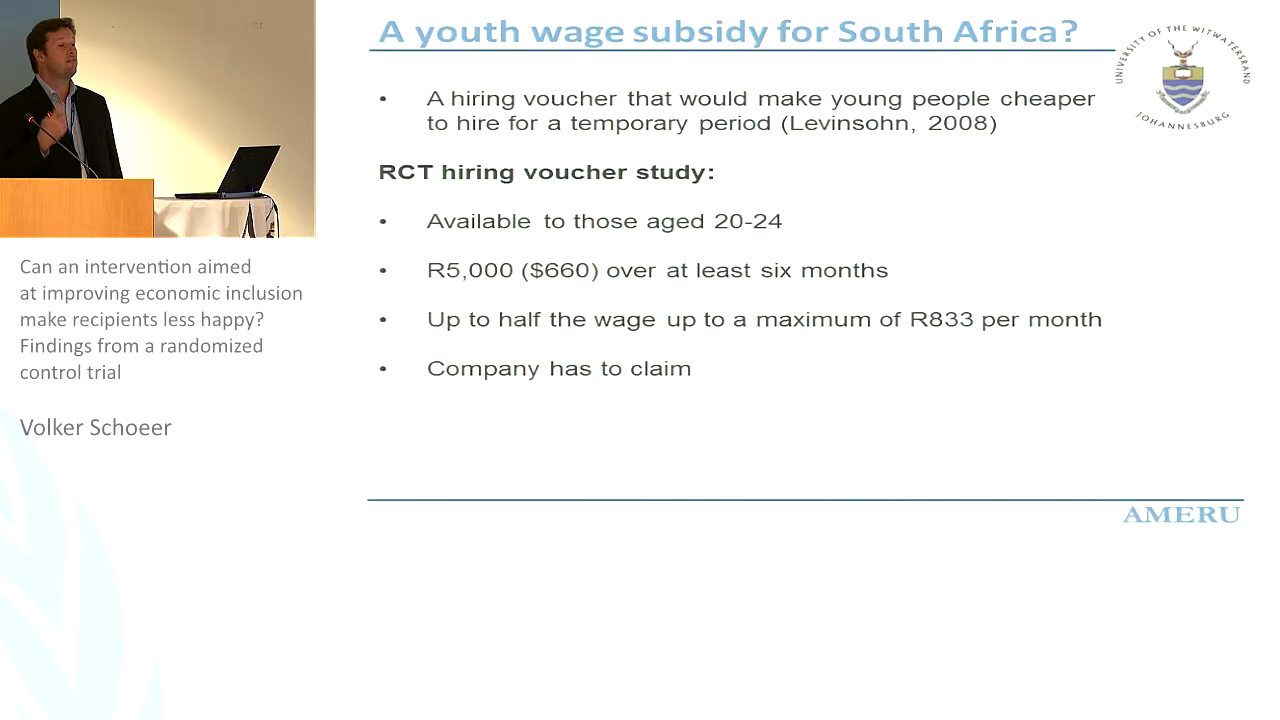 A youth wage subsidy for South Africa?
UNIVERSITY OF THE WITWATERSRAND
JOHANNESBURG
• A hiring voucher that would make young people cheaper
to hire for a temporary period (Levinsohn, 2008)
RCT hiring voucher study:
• Available to those aged 20-24
• R5,000 ($660) over at least six months
• Up to half the wage up to a maximum of R833 per month
• Company has to claim
AMERU
Can an intervention aimed
at improving economic inclusion
make recipients less happy?
Findings from a randomized
control trial
Volker Schoeer